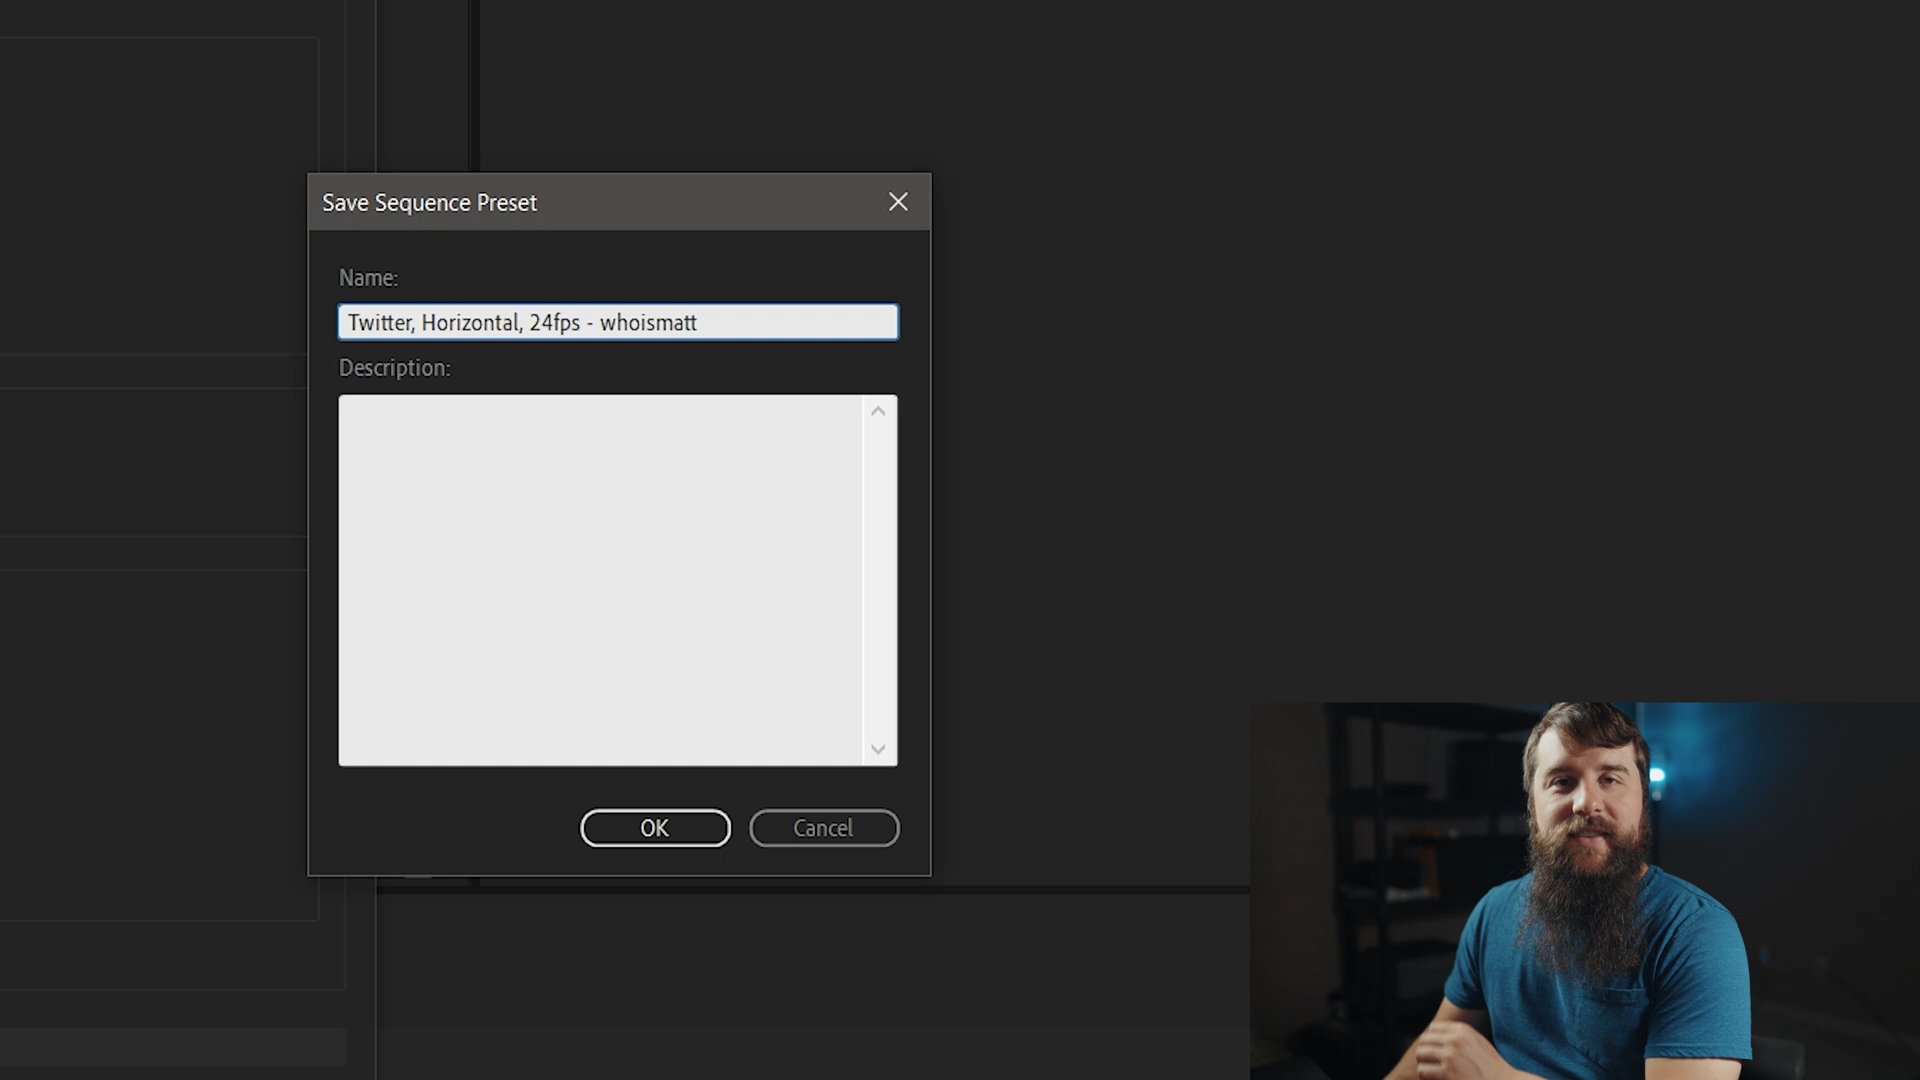 Save Sequence Preset
Name:
Twitter, Horizontal, 24fps - whoismatt
Description:
OK
Cancel